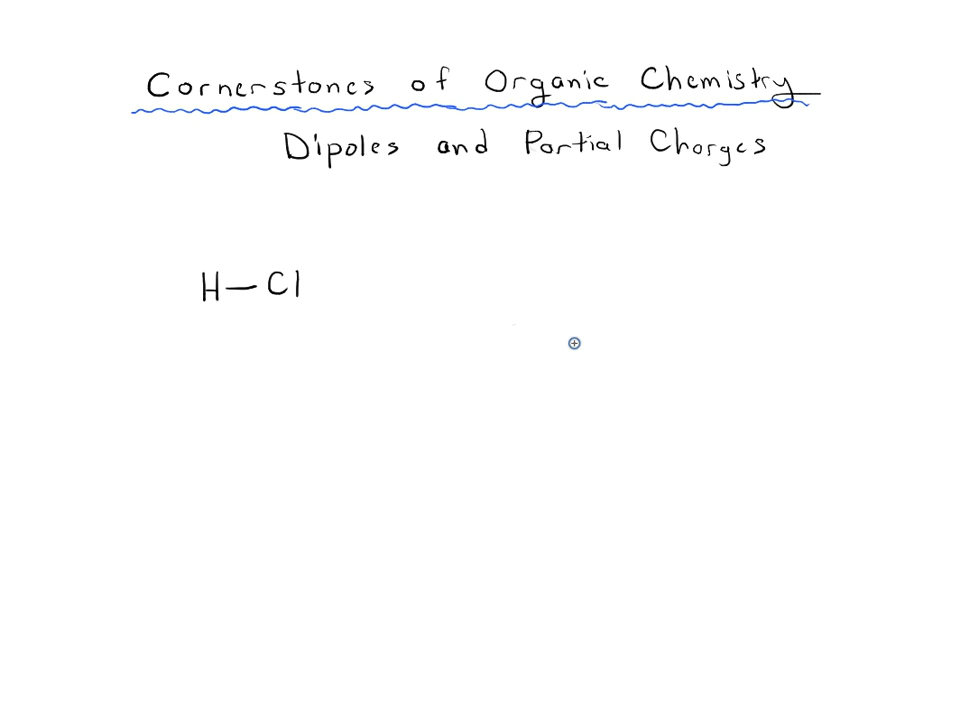 Cornerstones of Organic Chemistry
Dipoles and Partial Charges
H—Cl